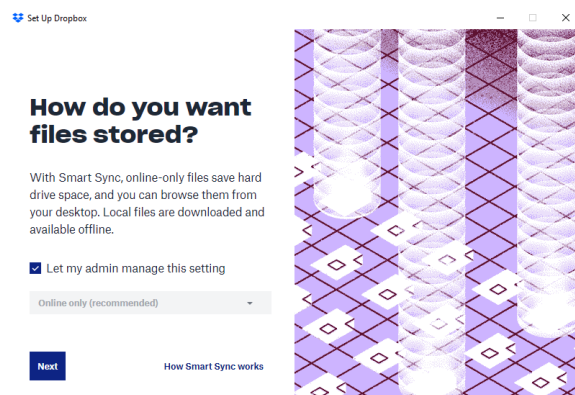 Set Up Dropbox
How do you want
files stored?
With Smart Sync, online-only files save hard
drive space, and you can browse them from
your desktop. Local files are downloaded and
available offline.
Let my admin manage this setting
Online only (recommended)
Next
How Smart Sync works